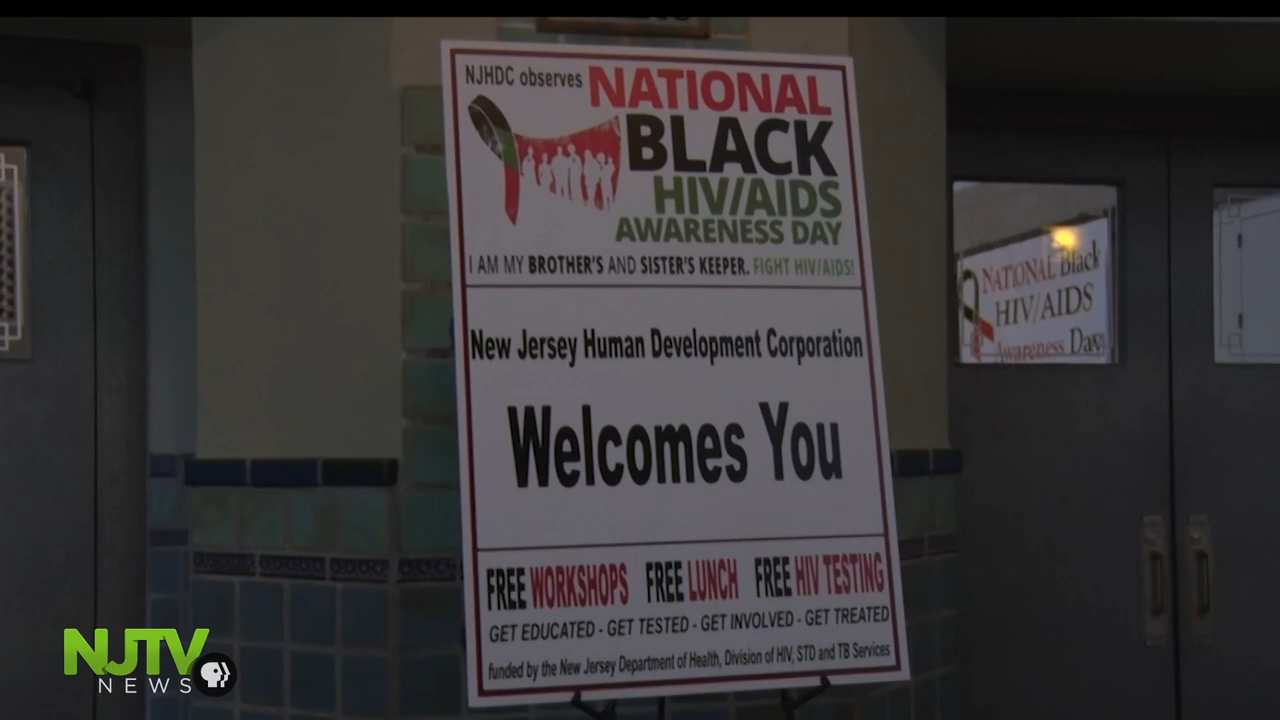 NJHDC observes NATIONAL
BLACK
HIV/AIDS
AWARENESS DAY
I AM MY BROTHER'S AND SISTER'S KEEPER. FIGHT HIV/AIDS!
New Jersey Human Development Corporation
Welcomes You
FREE WORKSHOPS FREE LUNCH FREE HIV TESTING
GET EDUCATED - GET TESTED - GET INVOLVED - GET TREATED
funded by the New Jersey Department of Health, Division of HIV, STD and TB Services
NATIONAL Black
HIV/AIDS
Awareness Day
NJTV
NEWS